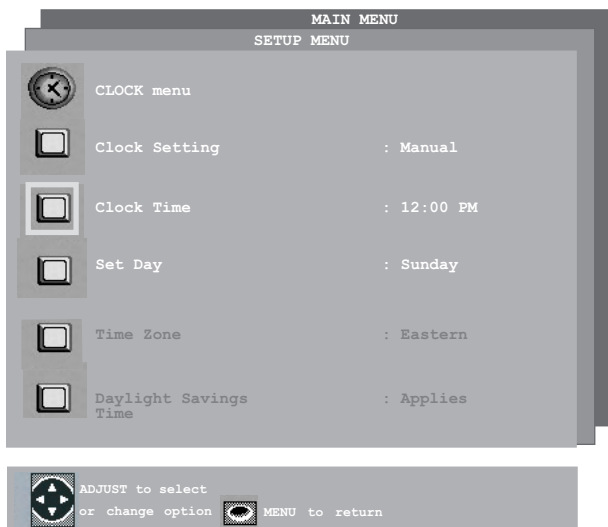 MAIN MENU
SETUP MENU
CLOCK menu
Clock Setting : Manual
Clock Time : 12:00 PM
Set Day : Sunday
Time Zone : Eastern
Daylight Savings : Applies
Time
ADJUST to select
or change option MENU to return